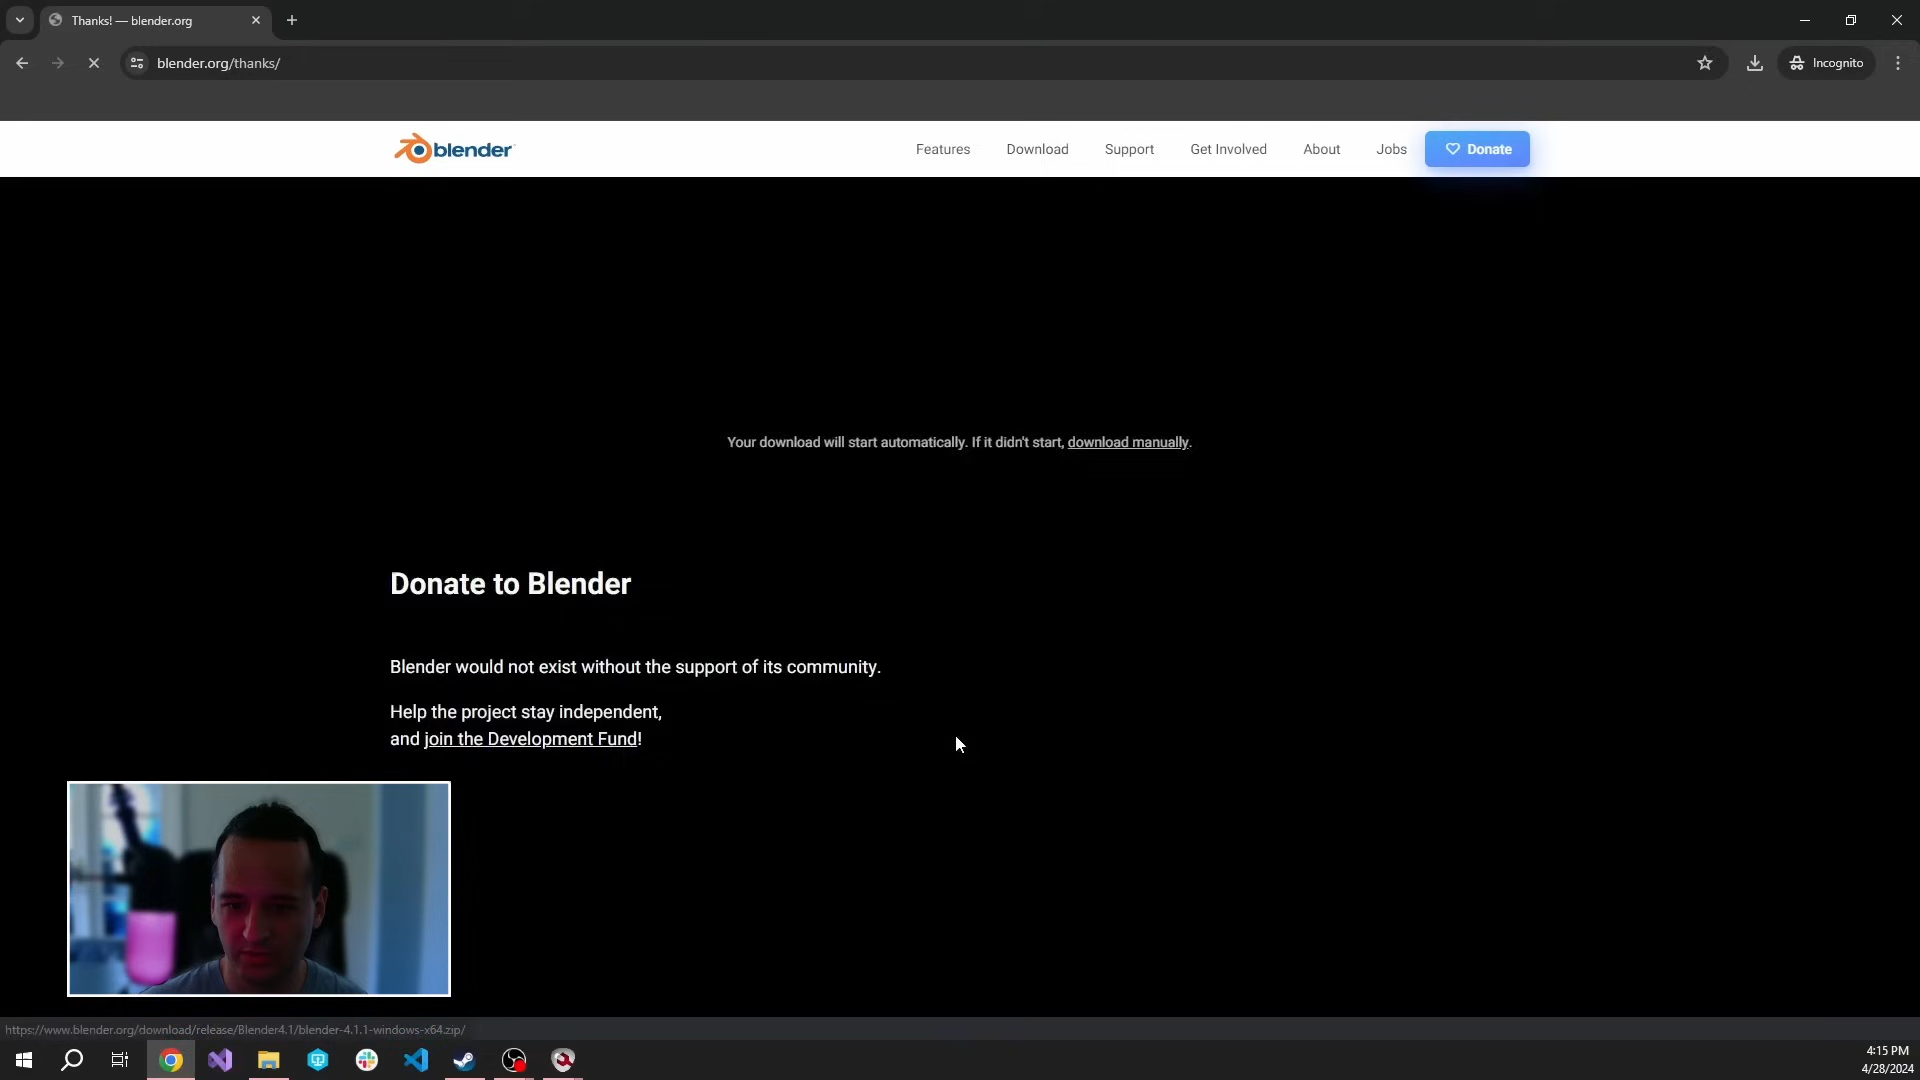 Thanks! — blender.org
blender.org/thanks/
Incognito
blender
Features
Download
Support
Get Involved
About
Jobs
Donate
Your download will start automatically. If it didn't start, download manually.
Donate to Blender
Blender would not exist without the support of its community.
Help the project stay independent,
and join the Development Fund!
https://www.blender.org/download/release/Blender4.1/blender-4.1.1-windows-x64.zip/
4:15 PM
4/28/2024